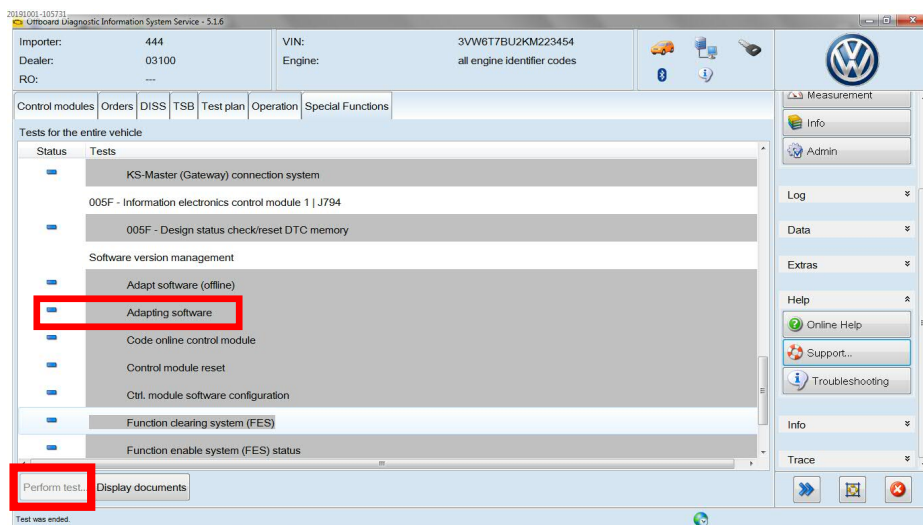 20191001-105731
Offboard Diagnostic Information System Service - 5.1.6
Importer: 444 VIN: 3VW6T7BU2KM223454
Dealer: 03100 Engine: all engine identifier codes
RO: ---
Control modules Orders DISS TSB Test plan Operation Special Functions
Tests for the entire vehicle
Status Tests
KS-Master (Gateway) connection system
005F - Information electronics control module 1 | J794
005F - Design status check/reset DTC memory
Software version management
Adapt software (offline)
Adapting software
Code online control module
Control module reset
Ctrl. module software configuration
Function clearing system (FES)
Function enable system (FES) status
Perform test... Display documents
Test was ended.
Measurement
Info
Admin
Log
Data
Extras
Help
Online Help
Support...
Troubleshooting
Info
Trace